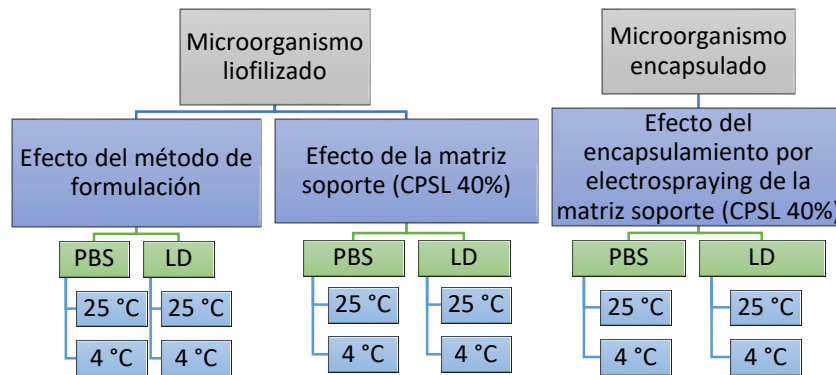 Microorganismo
liofilizado
Microorganismo
encapsulado
Efecto del método de
formulación
Efecto de la matriz
soporte (CPSL 40%)
Efecto del
encapsulamiento por
electrospraying de la
matriz soporte (CPSL 40%)
PBS
LD
PBS
LD
PBS
LD
25 °C
25 °C
25 °C
25 °C
25 °C
25 °C
4 °C
4 °C
4 °C
4 °C
4 °C
4 °C